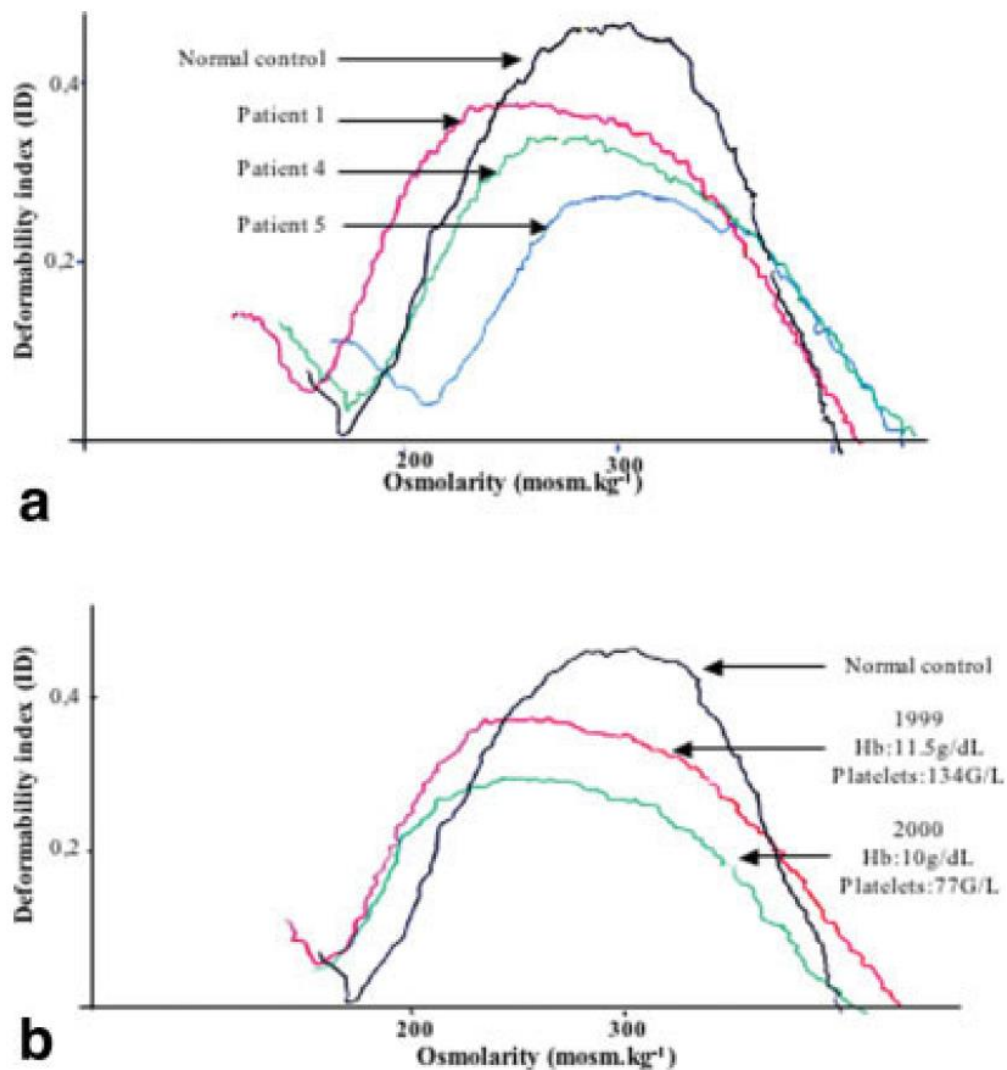 Deformability index (ID)
0,4
0,2
Normal control
Patient 1
Patient 4
Patient 5
200
300
Osmolarity (mosm.kg⁻¹)
a
Deformability index (ID)
0,4
0,2
Normal control
1999
Hb:11.5g/dL
Platelets:134G/L
2000
Hb:10g/dL
Platelets:77G/L
200
300
Osmolarity (mosm.kg⁻¹)
b